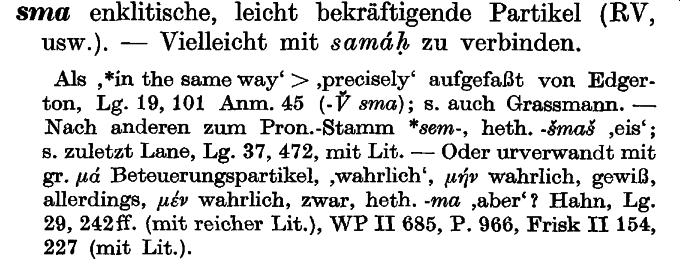 sma enklitische, leicht bekräftigende Partikel (RV,
usw.). — Vielleicht mit samáḥ zu verbinden.
Als ‚*in the same way‘ > ‚precisely‘ aufgefaßt von Edger-
ton, Lg. 19, 101 Anm. 45 (-V̄̆ sma); s. auch Grassmann. —
Nach anderen zum Pron.-Stamm *sem-, heth. -šmaš ‚eis‘;
s. zuletzt Lane, Lg. 37, 472, mit Lit. — Oder urverwandt mit
gr. μά Beteuerungspartikel, ‚wahrlich‘, μήν wahrlich, gewiß,
allerdings, μέν wahrlich, zwar, heth. -ma ‚aber‘? Hahn, Lg.
29, 242ff. (mit reicher Lit.), WP II 685, P. 966, Frisk II 154,
227 (mit Lit.).